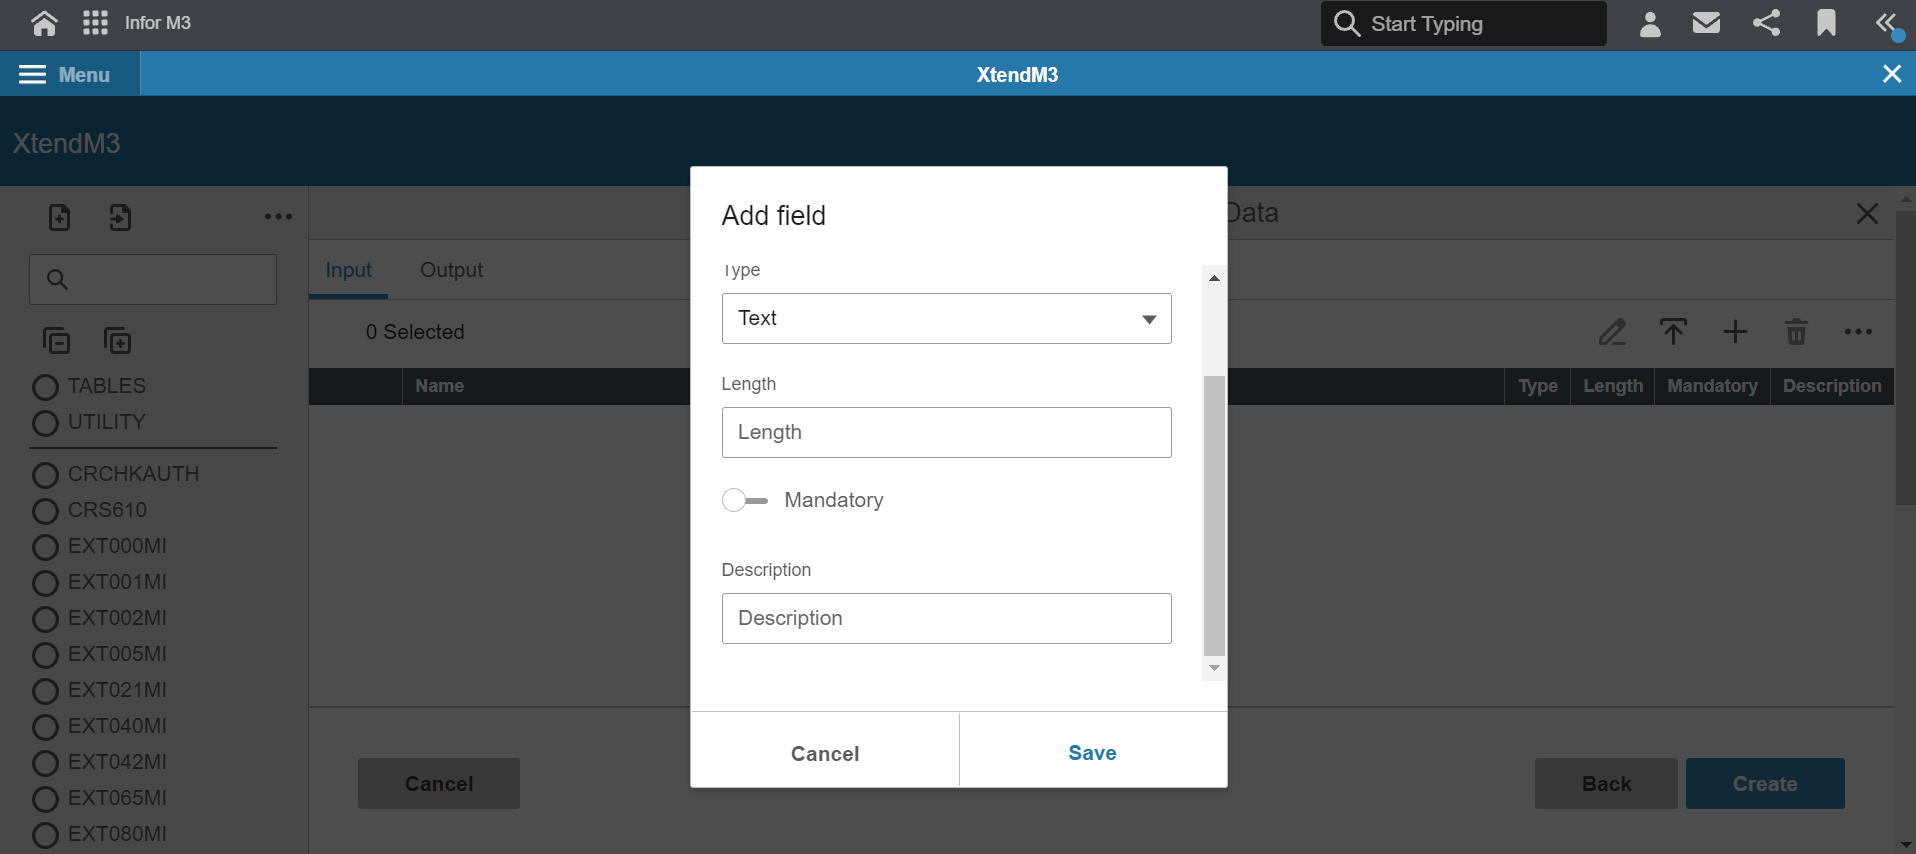 Infor M3
Start Typing
Menu
XtendM3
XtendM3
Add field
Data
Input
Output
Type
Text
0 Selected
Length
Length
TABLES
Name
Type
Length
Mandatory
Description
UTILITY
CRCHKAUTH
Mandatory
CRS610
EXT000MI
EXT001MI
Description
Description
EXT002MI
EXT005MI
EXT021MI
EXT040MI
EXT042MI
Cancel
Save
Cancel
Back
Create
EXT065MI
EXT080MI